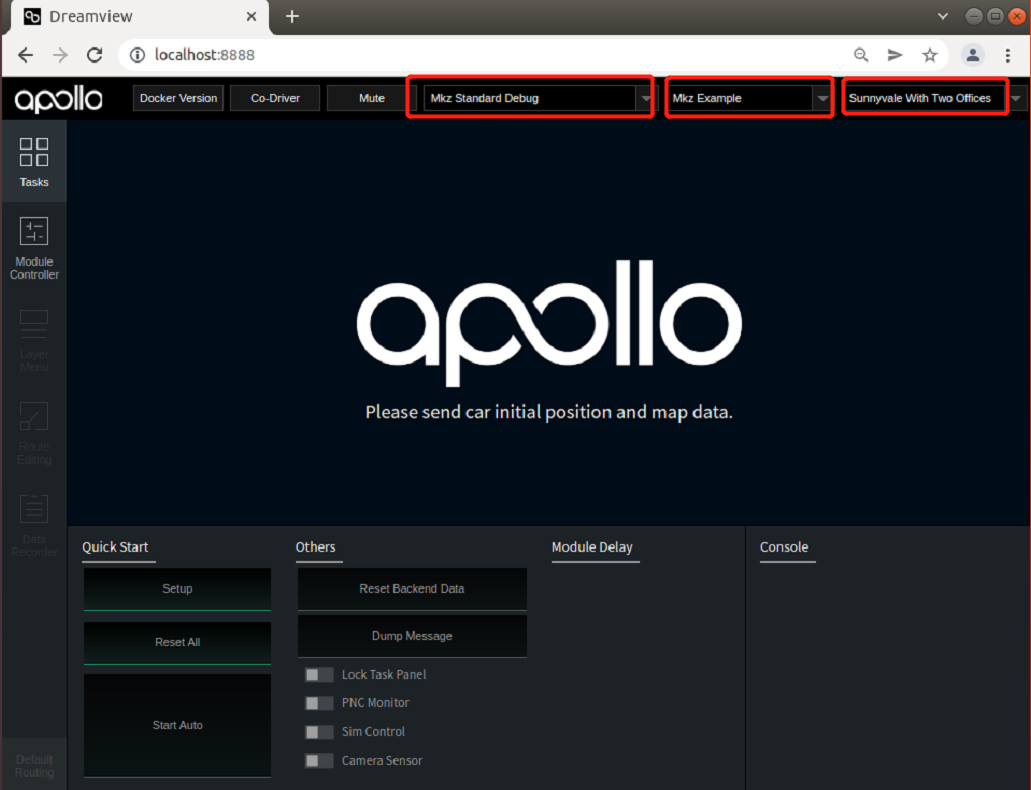 Dreamview
localhost:8888
apollo
Docker Version
Co-Driver
Mute
Mkz Standard Debug
Mkz Example
Sunnyvale With Two Offices
Tasks
Module
Controller
Layer
Menu
Route
Editing
Data
Recorder
Default
Routing
apollo
Please send car initial position and map data.
Quick Start
Setup
Reset All
Start Auto
Others
Reset Backend Data
Dump Message
Lock Task Panel
PNC Monitor
Sim Control
Camera Sensor
Module Delay
Console